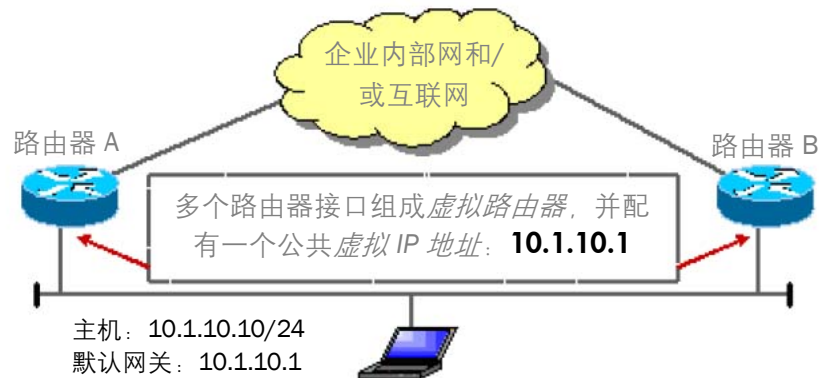 企业内部网和/
或互联网
路由器 A
路由器 B
多个路由器接口组成虚拟路由器，并配
有一个公共虚拟 IP 地址：10.1.10.1
主机：10.1.10.10/24
默认网关：10.1.10.1